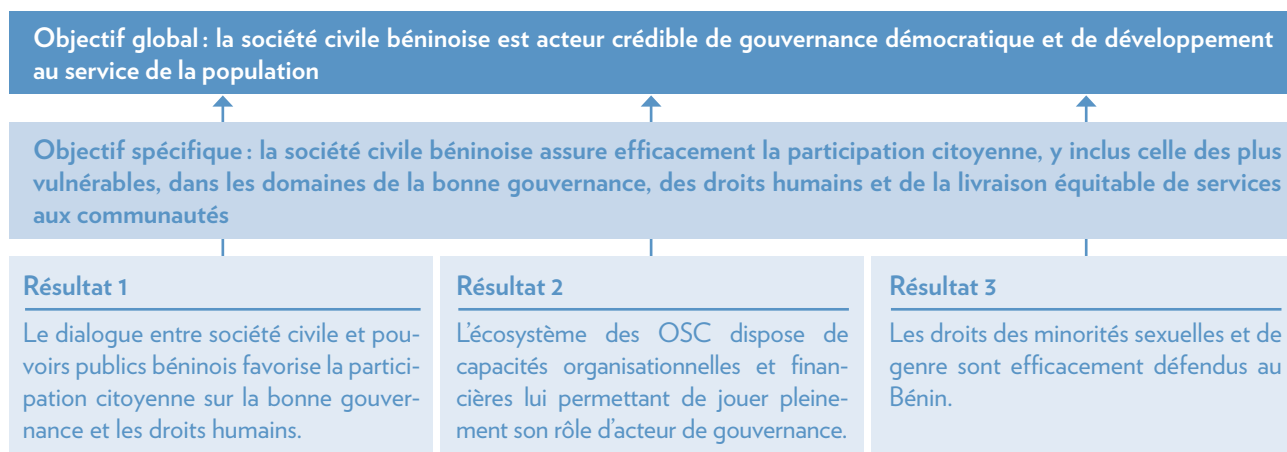 Objectif global : la société civile béninoise est acteur crédible de gouvernance démocratique et de développement
au service de la population
Objectif spécifique : la société civile béninoise assure efficacement la participation citoyenne, y inclus celle des plus
vulnérables, dans les domaines de la bonne gouvernance, des droits humains et de la livraison équitable de services
aux communautés
Résultat 1
Le dialogue entre société civile et pou-
voirs publics béninois favorise la partici-
pation citoyenne sur la bonne gouver-
nance et les droits humains.
Résultat 2
L'écosystème des OSC dispose de
capacités organisationnelles et finan-
cières lui permettant de jouer pleine-
ment son rôle d'acteur de gouvernance.
Résultat 3
Les droits des minorités sexuelles et de
genre sont efficacement défendus au
Bénin.